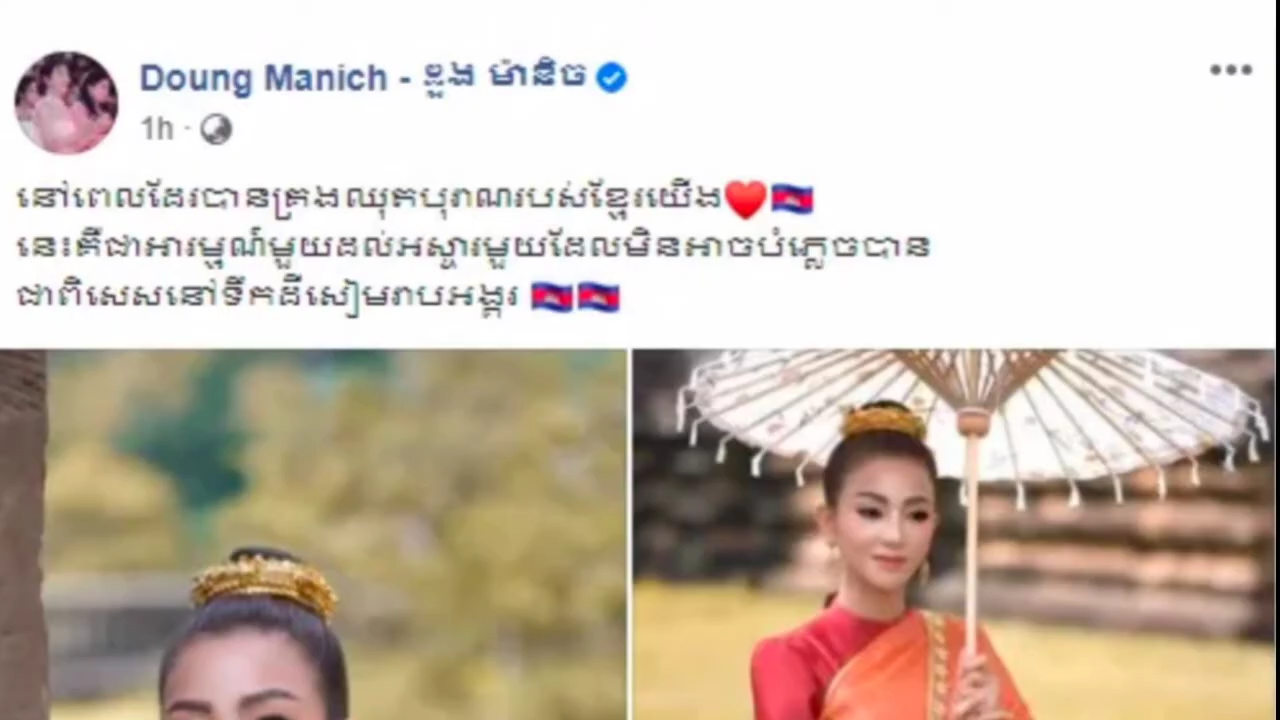 Doung Manich - ឌួង ម៉ានិច
1h ·
នៅពេលដែរបានត្រងឈុតបុរាណរបស់ខ្មែរយើង❤️🇰🇭
នេះគឺជាអារម្មណ៍មួយដល់អស្ចារមួយដែលមិនអាចបំភ្លេចបាន
ជាពិសេសនៅទឹកដីសៀមរាបអង្គរ 🇰🇭🇰🇭